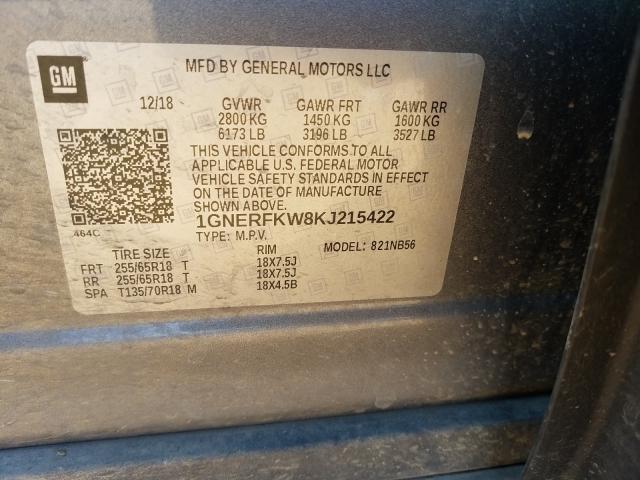 GM
MFD BY GENERAL MOTORS LLC
12/18 GVWR GAWR FRT GAWR RR
2800 KG 1450 KG 1600 KG
6173 LB 3196 LB 3527 LB
THIS VEHICLE CONFORMS TO ALL
APPLICABLE U.S. FEDERAL MOTOR
VEHICLE SAFETY STANDARDS IN EFFECT
ON THE DATE OF MANUFACTURE
SHOWN ABOVE.
464C
1GNERFKW8KJ215422
TYPE: M.P.V. MODEL: 821NB56
TIRE SIZE RIM
FRT 255/65R18 T 18X7.5J
RR 255/65R18 T 18X7.5J
SPA T135/70R18 M 18X4.5B